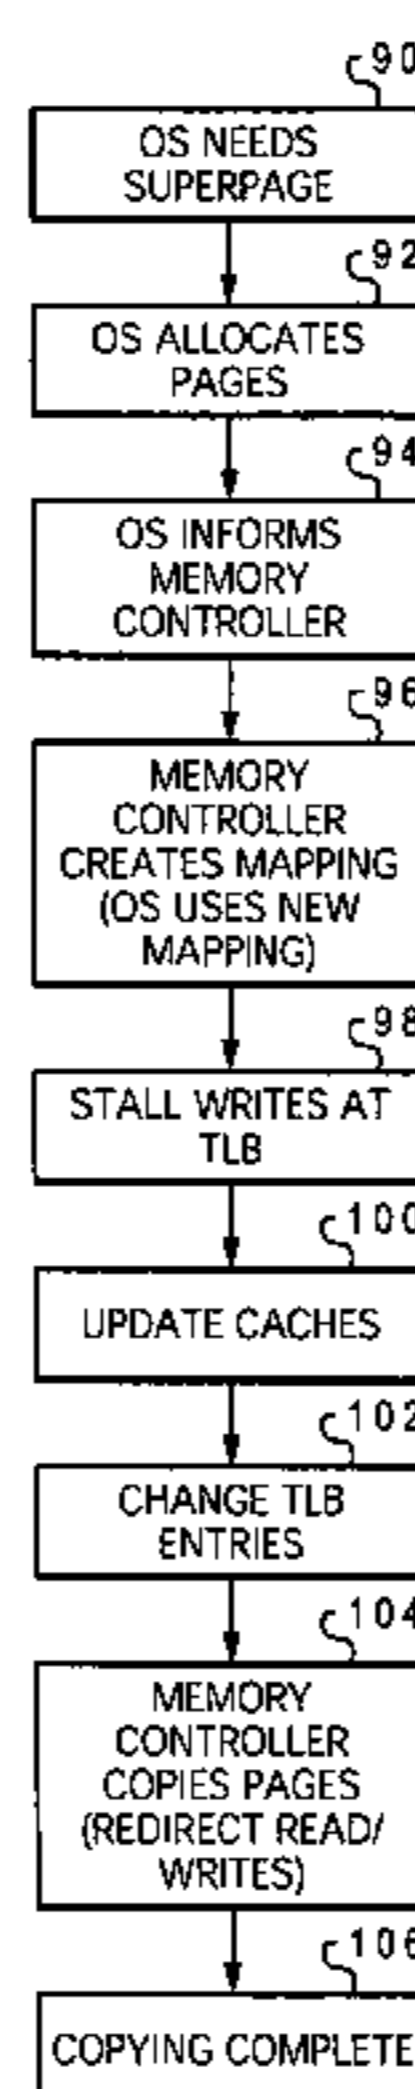 90
OS NEEDS
SUPERPAGE
92
OS ALLOCATES
PAGES
94
OS INFORMS
MEMORY
CONTROLLER
96
MEMORY
CONTROLLER
CREATES MAPPING
(OS USES NEW
MAPPING)
98
STALL WRITES AT
TLB
100
UPDATE CACHES
102
CHANGE TLB
ENTRIES
104
MEMORY
CONTROLLER
COPIES PAGES
(REDIRECT READ/
WRITES)
106
COPYING COMPLETE